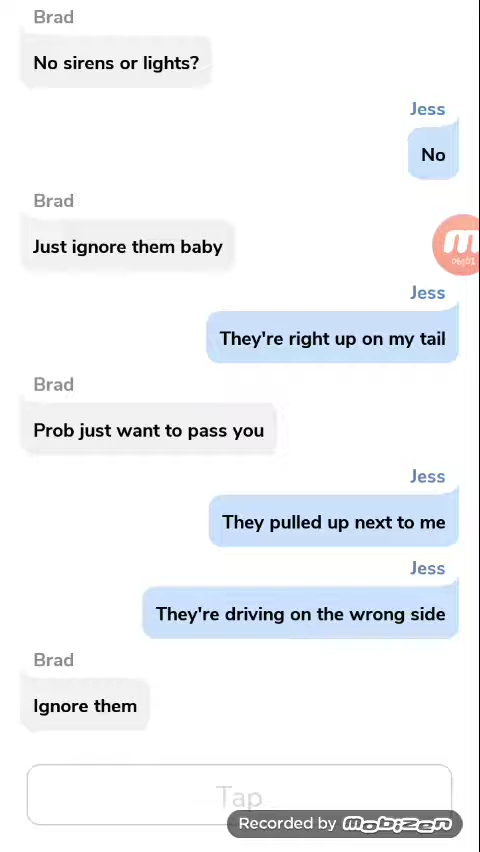 Brad
No sirens or lights?
Jess
No
Brad
Just ignore them baby
06:01
Jess
They're right up on my tail
Brad
Prob just want to pass you
Jess
They pulled up next to me
Jess
They're driving on the wrong side
Brad
Ignore them
Tap
Recorded by mobizen